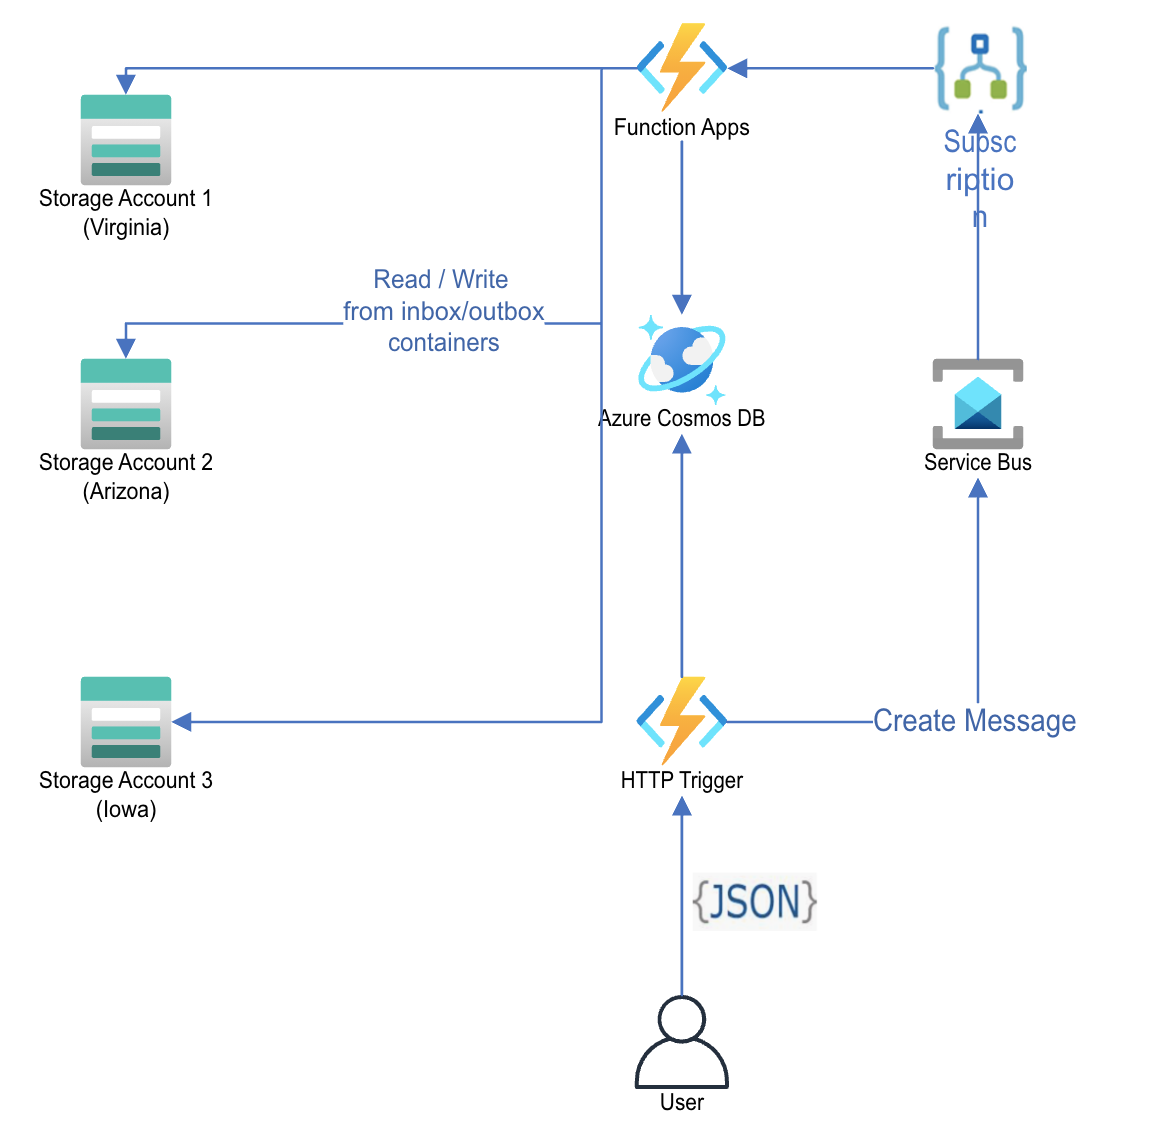 Function Apps
Subsc
riptio
n
Storage Account 1
(Virginia)
Read / Write
from inbox/outbox
containers
Azure Cosmos DB
Storage Account 2
(Arizona)
Service Bus
Create Message
Storage Account 3
(Iowa)
HTTP Trigger
{JSON}
User